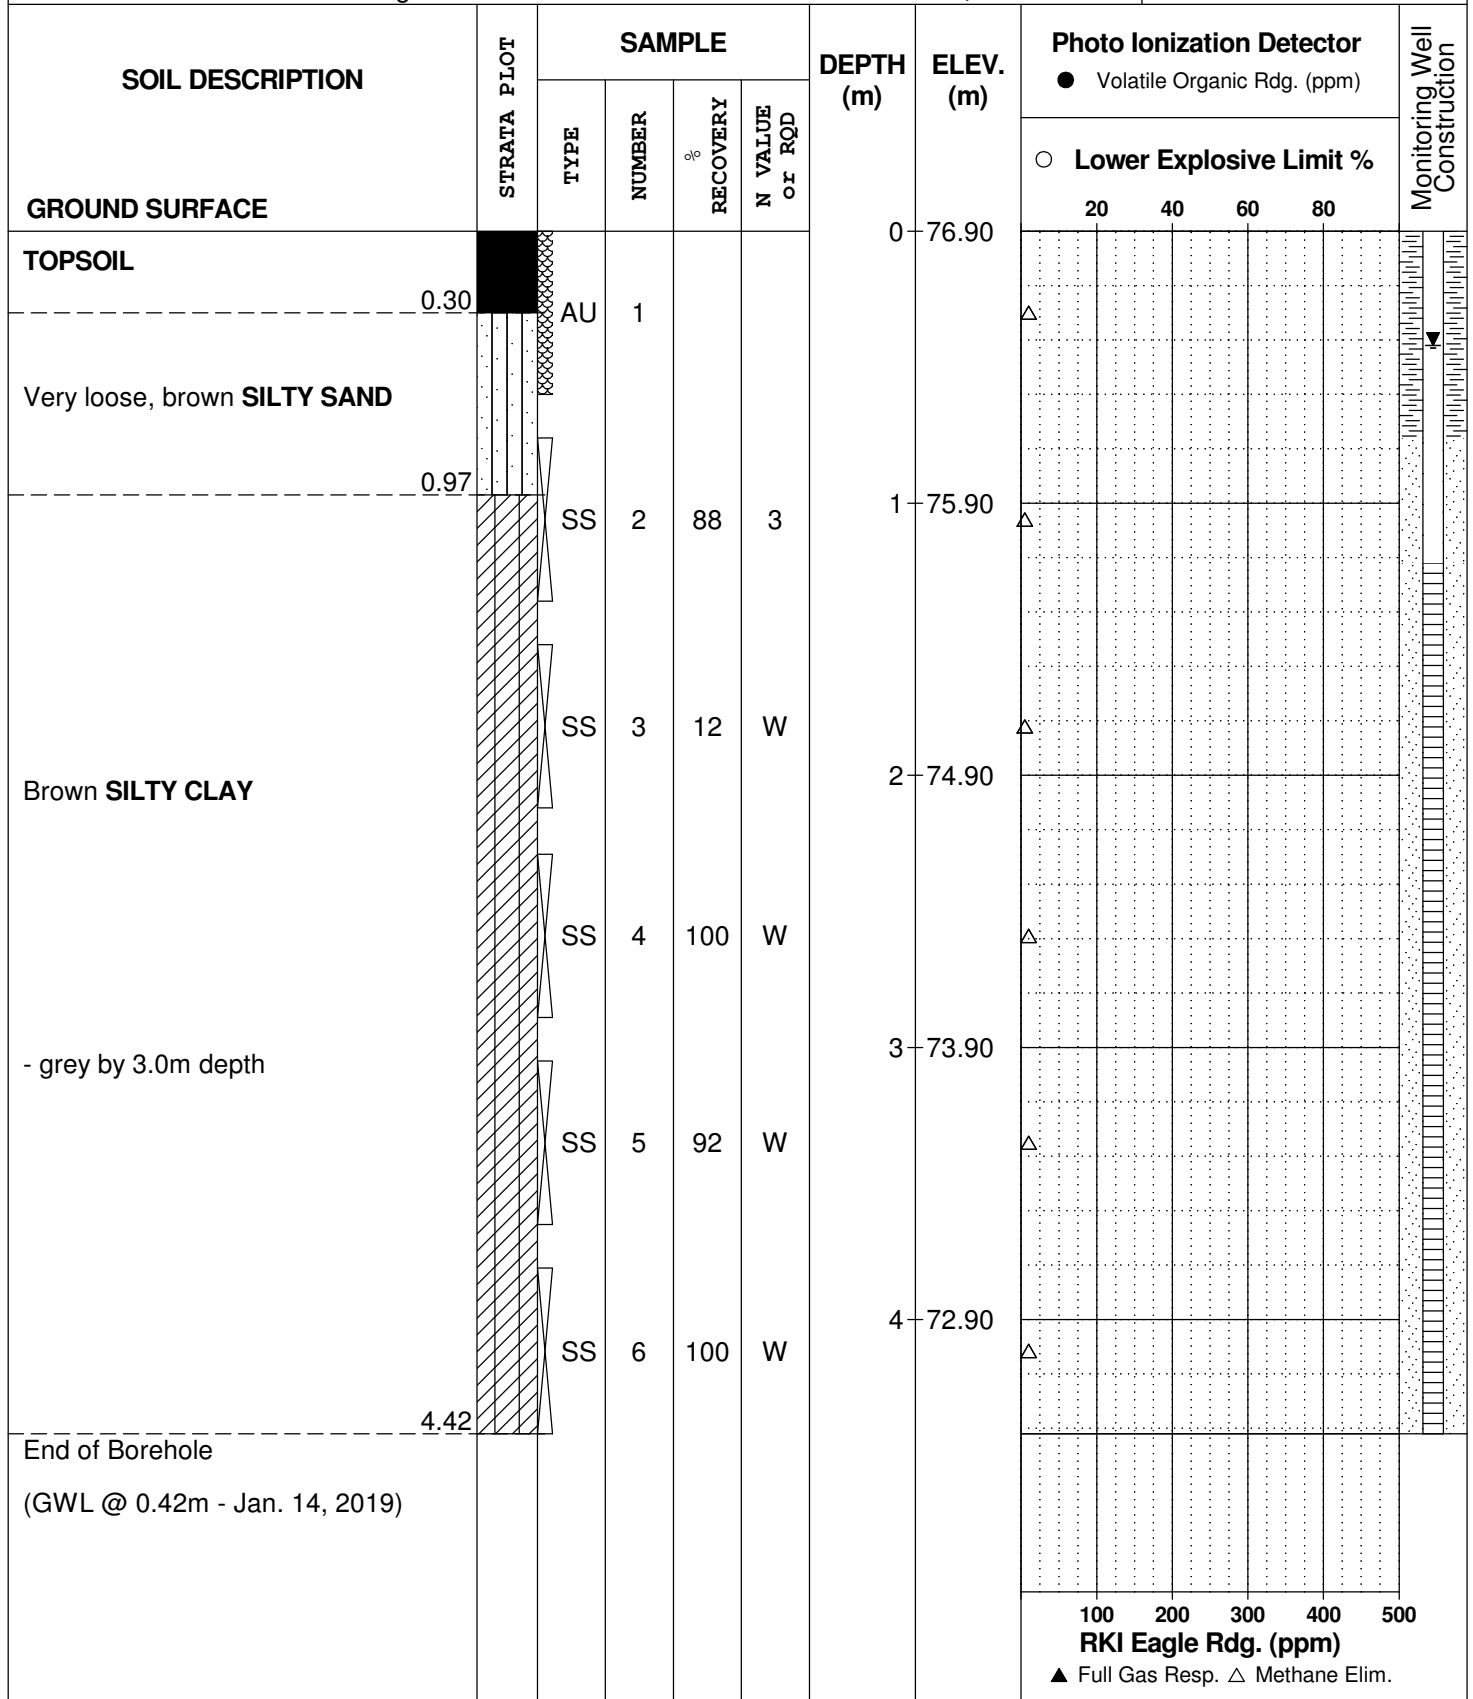 SOIL DESCRIPTION
GROUND SURFACE
STRATA PLOT
SAMPLE
TYPE
NUMBER
%
RECOVERY
N VALUE
or RQD
DEPTH
(m)
ELEV.
(m)
Photo Ionization Detector
● Volatile Organic Rdg. (ppm)
○ Lower Explosive Limit %
20 40 60 80
Monitoring Well
Construction
0 76.90
TOPSOIL
0.30
AU 1
Very loose, brown SILTY SAND
0.97
1 75.90
SS 2 88 3
SS 3 12 W
2 74.90
Brown SILTY CLAY
SS 4 100 W
3 73.90
- grey by 3.0m depth
SS 5 92 W
4 72.90
SS 6 100 W
4.42
End of Borehole
(GWL @ 0.42m - Jan. 14, 2019)
100 200 300 400 500
RKI Eagle Rdg. (ppm)
▲ Full Gas Resp. △ Methane Elim.